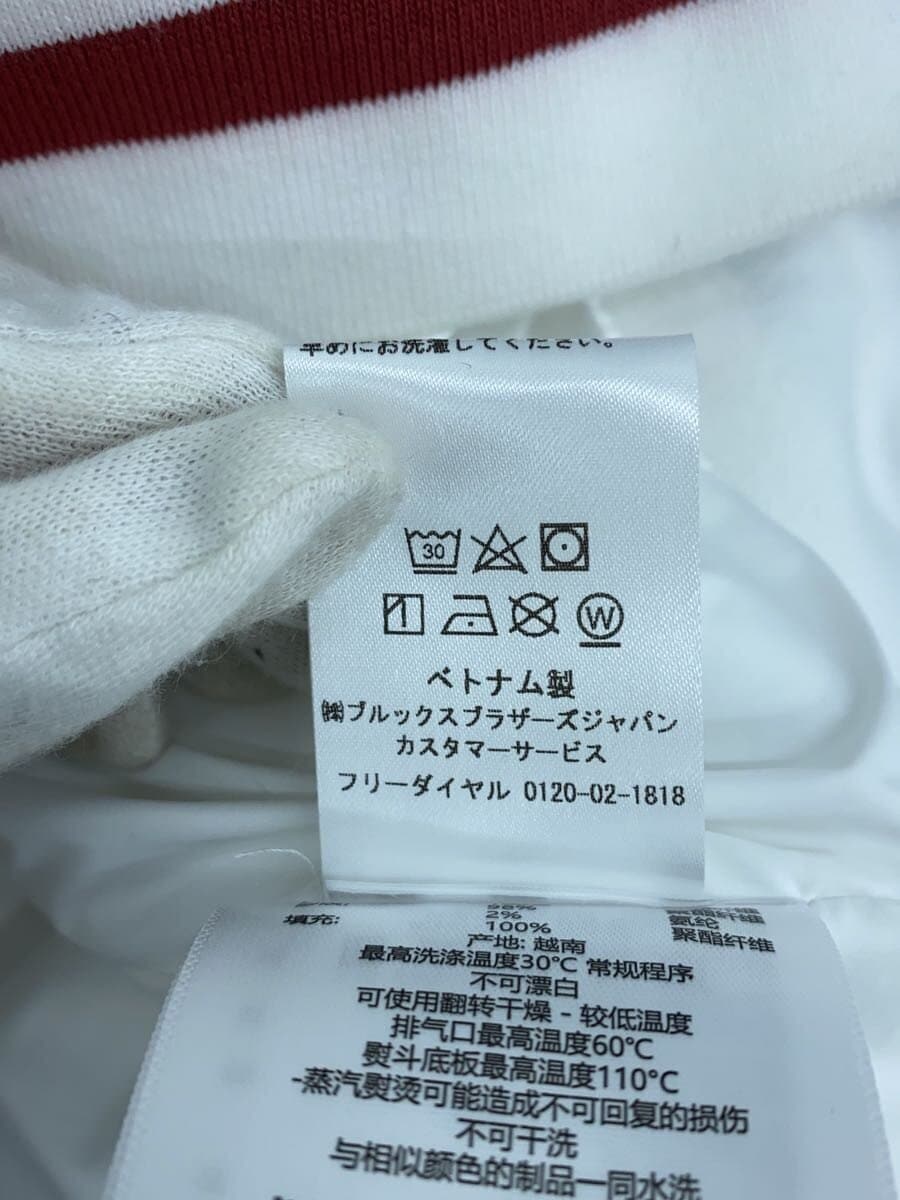 早めにお洗濯してください。
30
W
ベトナム製
㈱ブルックスブラザーズジャパン
カスタマーサービス
フリーダイヤル 0120-02-1818
98% 聚酯纤维
2% 氨纶
填充: 100% 聚酯纤维
产地: 越南
最高洗涤温度30°C 常规程序
不可漂白
可使用翻转干燥 - 较低温度
排气口最高温度60°C
熨斗底板最高温度110°C
-蒸汽熨烫可能造成不可回复的损伤
不可干洗
与相似颜色的制品一同水洗